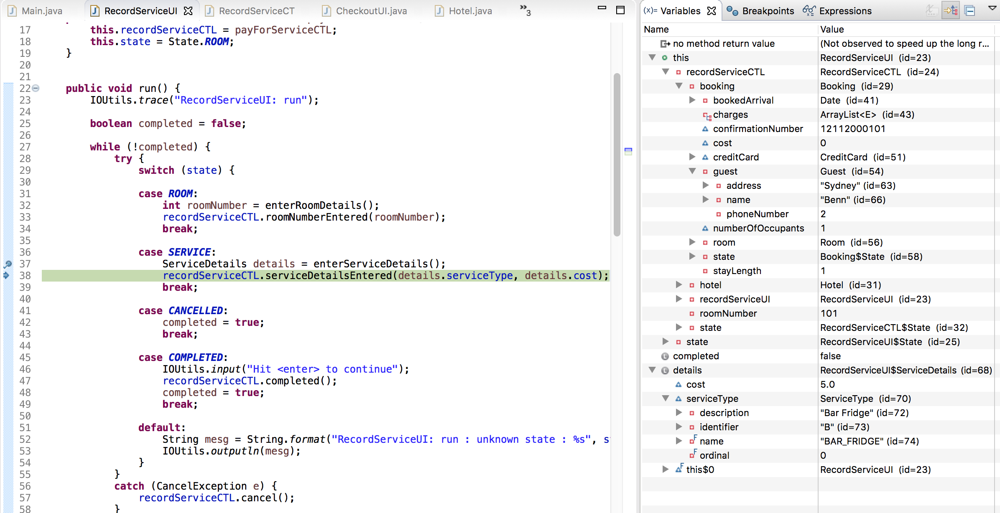 Main.java
RecordServiceUI
RecordServiceCT
CheckoutUI.java
Hotel.java
3
17 this.recordServiceCTL = payForServiceCTL;
18 this.state = State.ROOM;
19 }
20
21
22 public void run() {
23 IOUtils.trace("RecordServiceUI: run");
24
25 boolean completed = false;
26
27 while (!completed) {
28 try {
29 switch (state) {
30
31 case ROOM:
32 int roomNumber = enterRoomDetails();
33 recordServiceCTL.roomNumberEntered(roomNumber);
34 break;
35
36 case SERVICE:
37 ServiceDetails details = enterServiceDetails();
38 recordServiceCTL.serviceDetailsEntered(details.serviceType, details.cost);
39 break;
40
41 case CANCELLED:
42 completed = true;
43 break;
44
45 case COMPLETED:
46 IOUtils.input("Hit <enter> to continue");
47 recordServiceCTL.completed();
48 completed = true;
49 break;
50
51 default:
52 String mesg = String.format("RecordServiceUI: run : unknown state : %s", s
53 IOUtils.outputln(mesg);
54 }
55 }
56 catch (CancelException e) {
57 recordServiceCTL.cancel();
58 }
(x)= Variables
Breakpoints
Expressions
Name Value
no method return value (Not observed to speed up the long r...
this RecordServiceUI (id=23)
recordServiceCTL RecordServiceCTL (id=24)
booking Booking (id=29)
bookedArrival Date (id=41)
charges ArrayList<E> (id=43)
confirmationNumber 12112000101
cost 0
creditCard CreditCard (id=51)
guest Guest (id=54)
address "Sydney" (id=63)
name "Benn" (id=66)
phoneNumber 2
numberOfOccupants 1
room Room (id=56)
state Booking$State (id=58)
stayLength 1
hotel Hotel (id=31)
recordServiceUI RecordServiceUI (id=23)
roomNumber 101
state RecordServiceCTL$State (id=32)
state RecordServiceUI$State (id=25)
completed false
details RecordServiceUI$ServiceDetails (id=68)
cost 5.0
serviceType ServiceType (id=70)
description "Bar Fridge" (id=72)
identifier "B" (id=73)
name "BAR_FRIDGE" (id=74)
ordinal 0
this$0 RecordServiceUI (id=23)